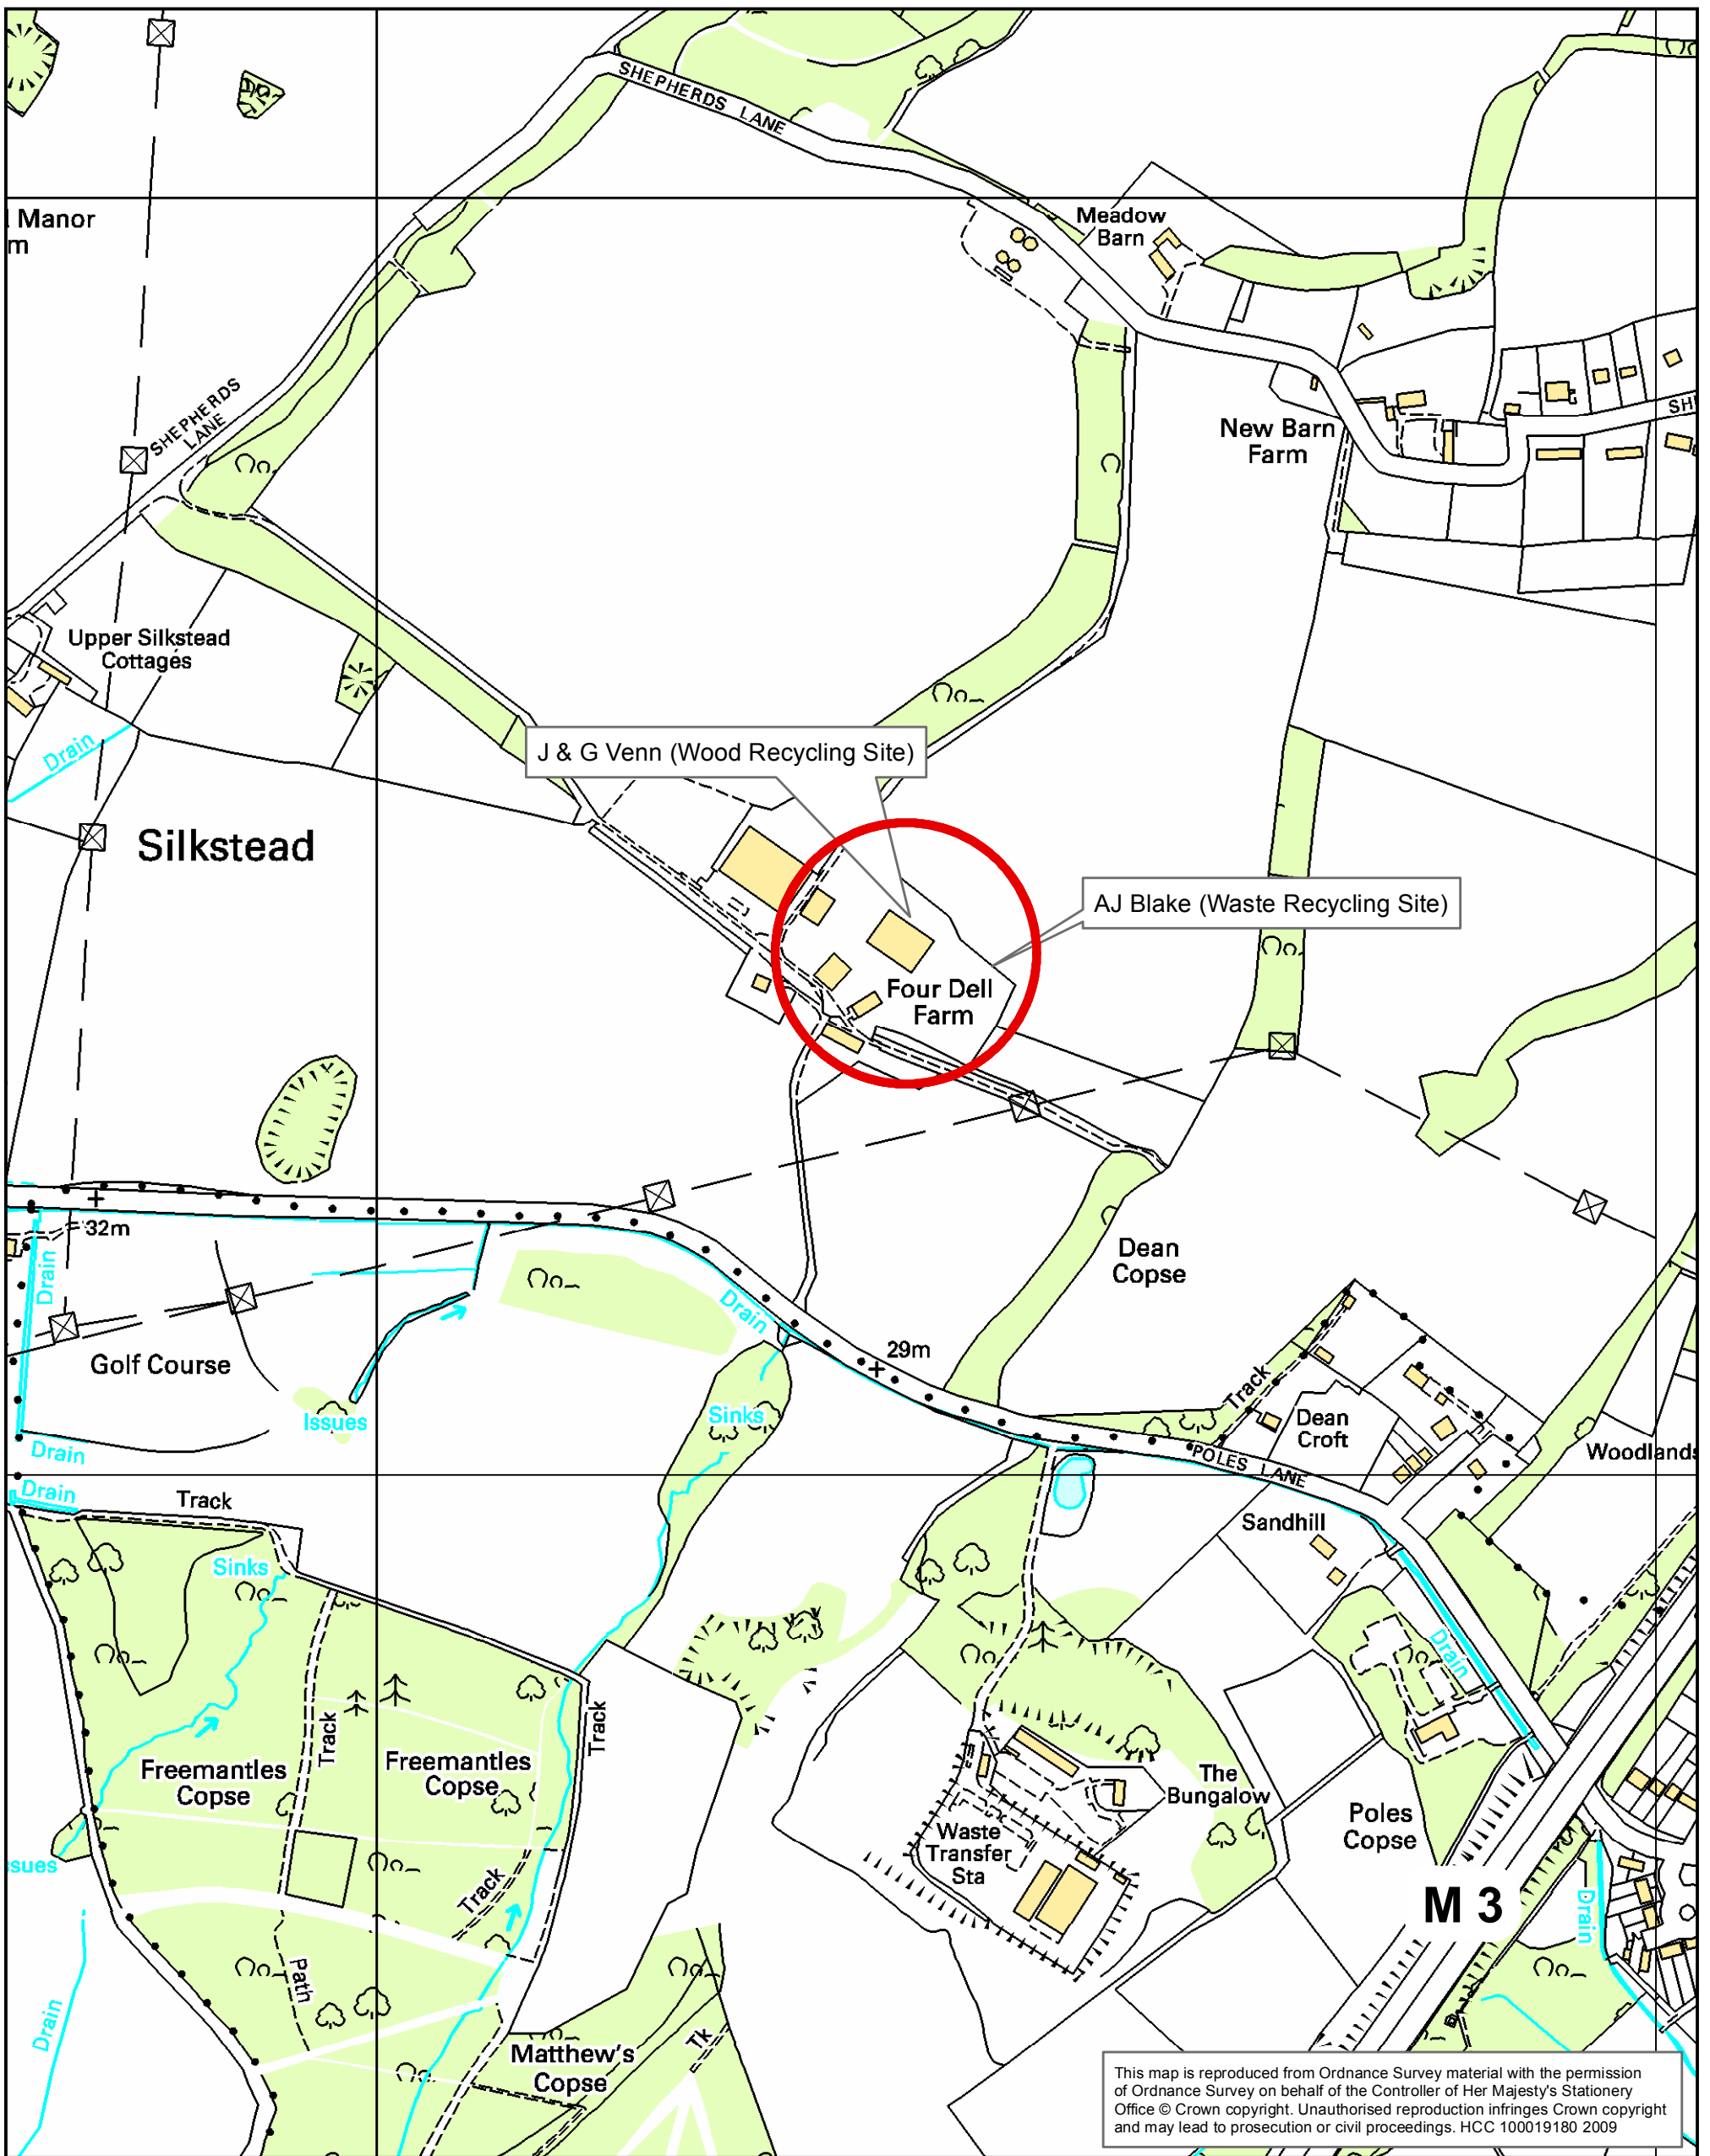 SHEPHERDS LANE
Manor
m
Meadow
Barn
SHEPHERDS
LANE
New Barn
Farm
SH
Upper Silkstead
Cottages
Drain
J & G Venn (Wood Recycling Site)
Silkstead
AJ Blake (Waste Recycling Site)
Four Dell
Farm
32m
Drain
Dean
Copse
Drain
29m
Golf Course
Issues
Sinks
Track
Dean
Croft
Drain
POLES LANE
Woodlands
Drain
Track
Sandhill
Sinks
Drain
Track
Track
Freemantles
Copse
Freemantles
Copse
The
Bungalow
Waste
Transfer
Sta
Poles
Copse
sues
Track
M 3
Drain
Path
Drain
Tk
Matthew's
Copse
This map is reproduced from Ordnance Survey material with the permission
of Ordnance Survey on behalf of the Controller of Her Majesty's Stationery
Office © Crown copyright. Unauthorised reproduction infringes Crown copyright
and may lead to prosecution or civil proceedings. HCC 100019180 2009